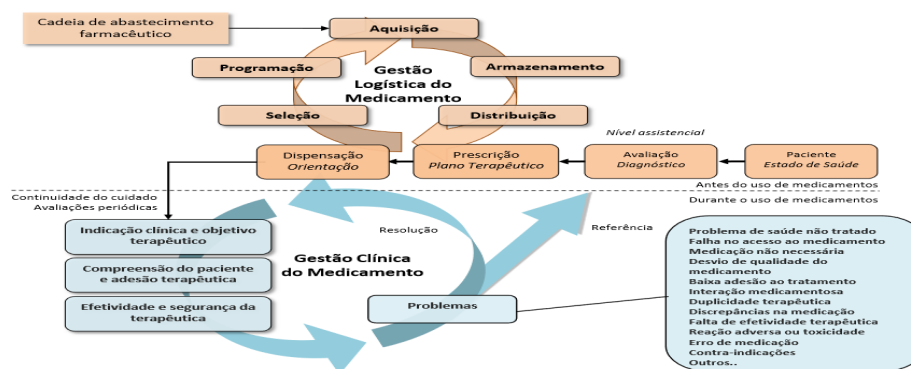 Cadeia de abastecimento
farmacêutico
Aquisição
Programação
Armazenamento
Gestão
Logística do
Medicamento
Seleção
Distribuição
Nível assistencial
Dispensação
Orientação
Prescrição
Plano Terapêutico
Avaliação
Diagnóstico
Paciente
Estado de Saúde
Antes do uso de medicamentos
Durante o uso de medicamentos
Continuidade do cuidado
Avaliações periódicas
Indicação clínica e objetivo
terapêutico
Compreensão do paciente
e adesão terapêutica
Efetividade e segurança da
terapêutica
Gestão Clínica
do Medicamento
Resolução
Referência
Problemas
Problema de saúde não tratado
Falha no acesso ao medicamento
Medicação não necessária
Desvio de qualidade do
medicamento
Baixa adesão ao tratamento
Interação medicamentosa
Duplicidade terapêutica
Discrepâncias na medicação
Falta de efetividade terapêutica
Reação adversa ou toxicidade
Erro de medicação
Contra-indicações
Outros..